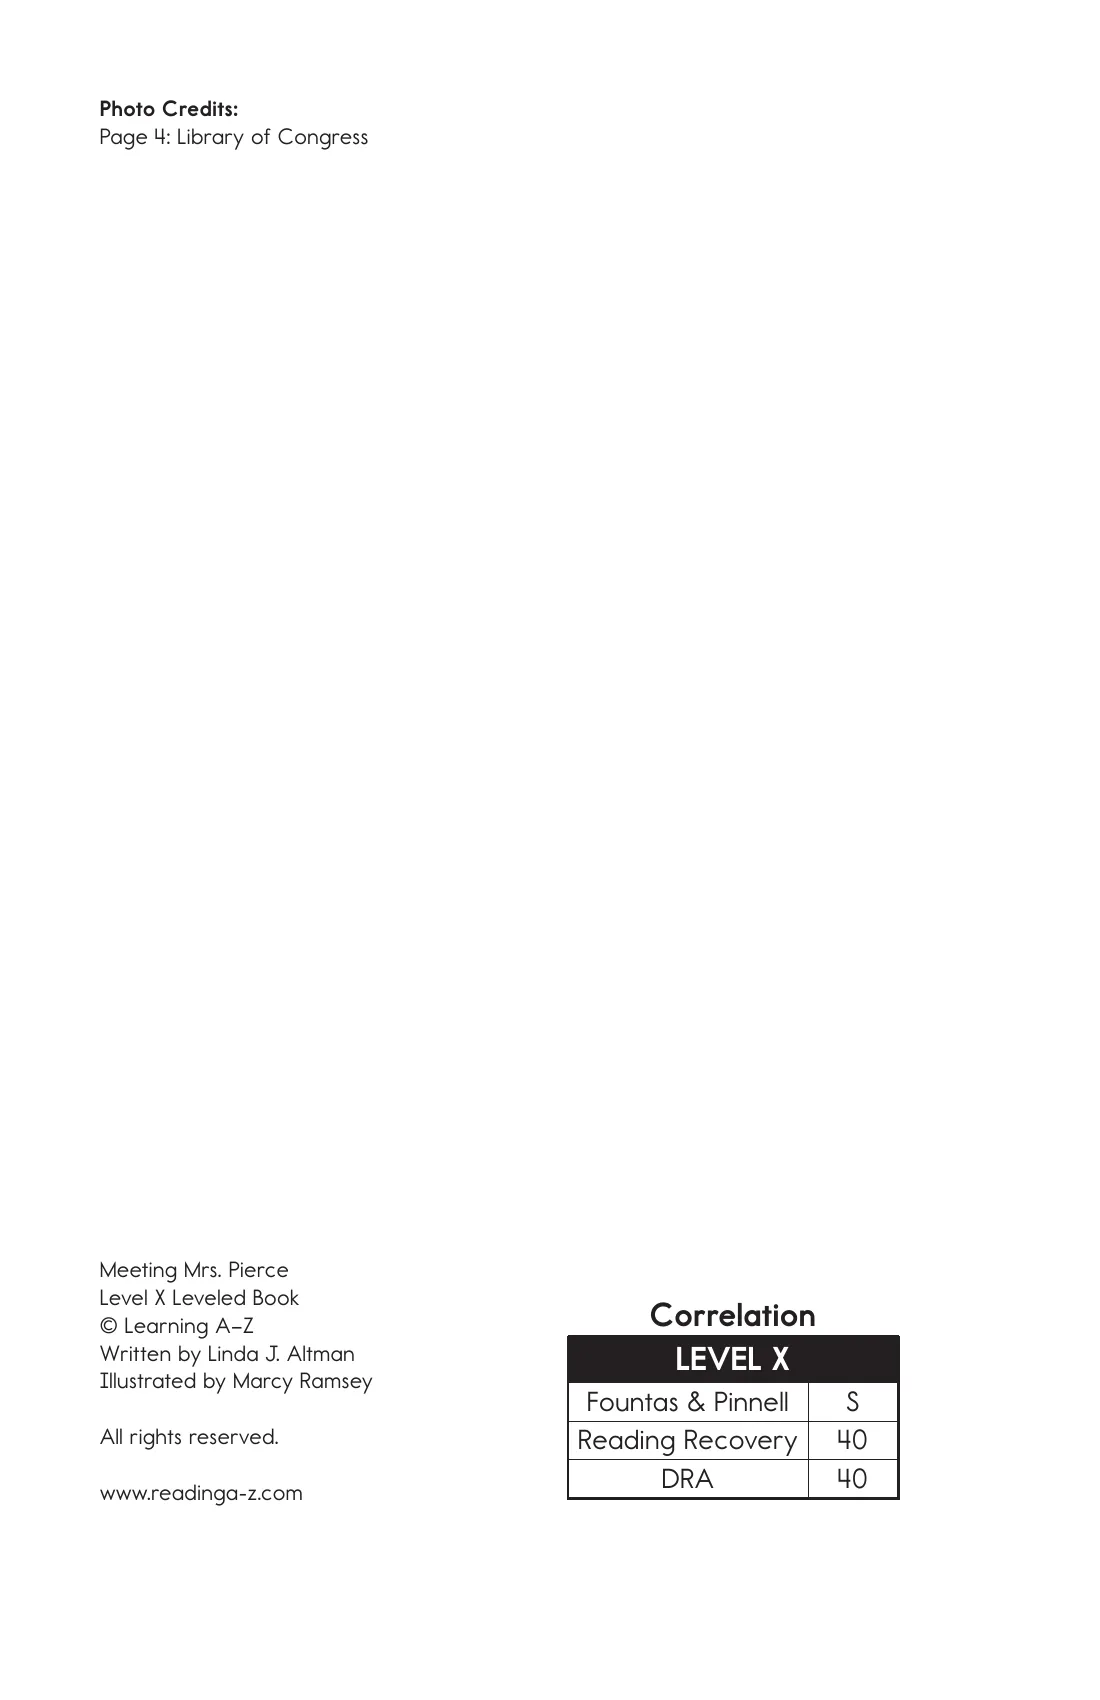 Photo Credits:
Page 4: Library of Congress
Meeting Mrs. Pierce
Level X Leveled Book
© Learning A–Z
Written by Linda J. Altman
Illustrated by Marcy Ramsey
All rights reserved.
www.readinga-z.com
Correlation
LEVEL X
Fountas & Pinnell S
Reading Recovery 40
DRA 40